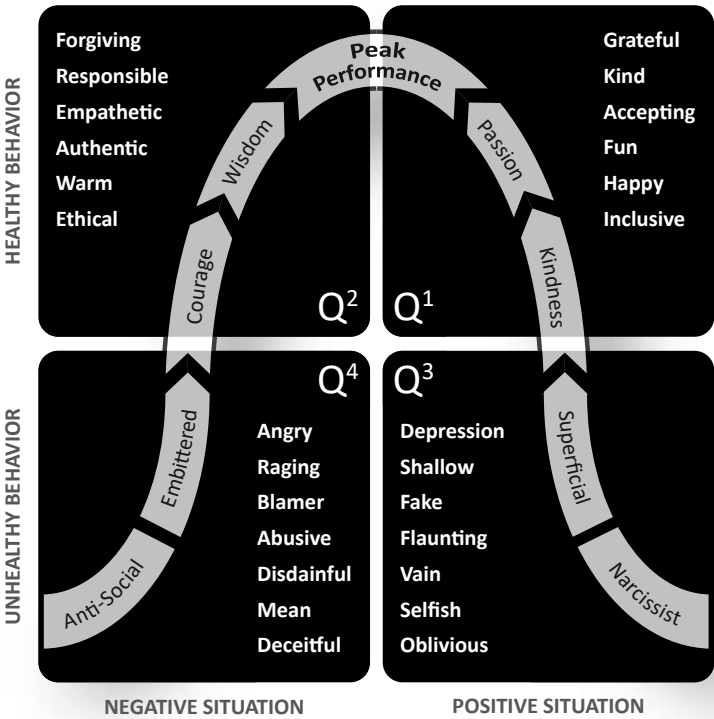 HEALTHY BEHAVIOR
Forgiving
Responsible
Empathetic
Authentic
Warm
Ethical
Q²
Peak
Performance
Wisdom
Courage
Grateful
Kind
Accepting
Fun
Happy
Inclusive
Q¹
Passion
Kindness
UNHEALTHY BEHAVIOR
Q⁴
Angry
Raging
Blamer
Abusive
Disdainful
Mean
Deceitful
Embittered
Anti-Social
Q³
Depression
Shallow
Fake
Flaunting
Vain
Selfish
Oblivious
Superficial
Narcissist
NEGATIVE SITUATION
POSITIVE SITUATION